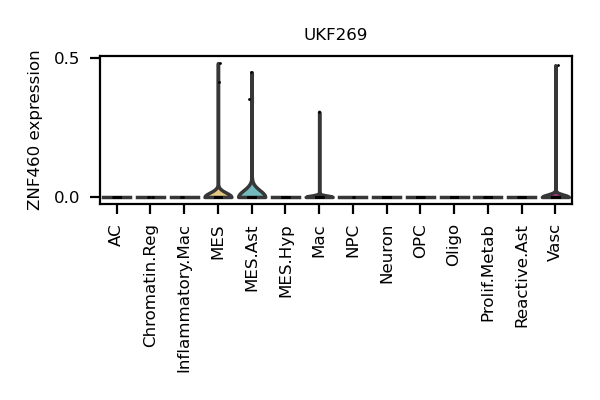 UKF269
ZNF460 expression
0.5
0.0
AC
Chromatin.Reg
Inflammatory.Mac
MES
MES.Ast
MES.Hyp
Mac
NPC
Neuron
OPC
Oligo
Prolif.Metab
Reactive.Ast
Vasc